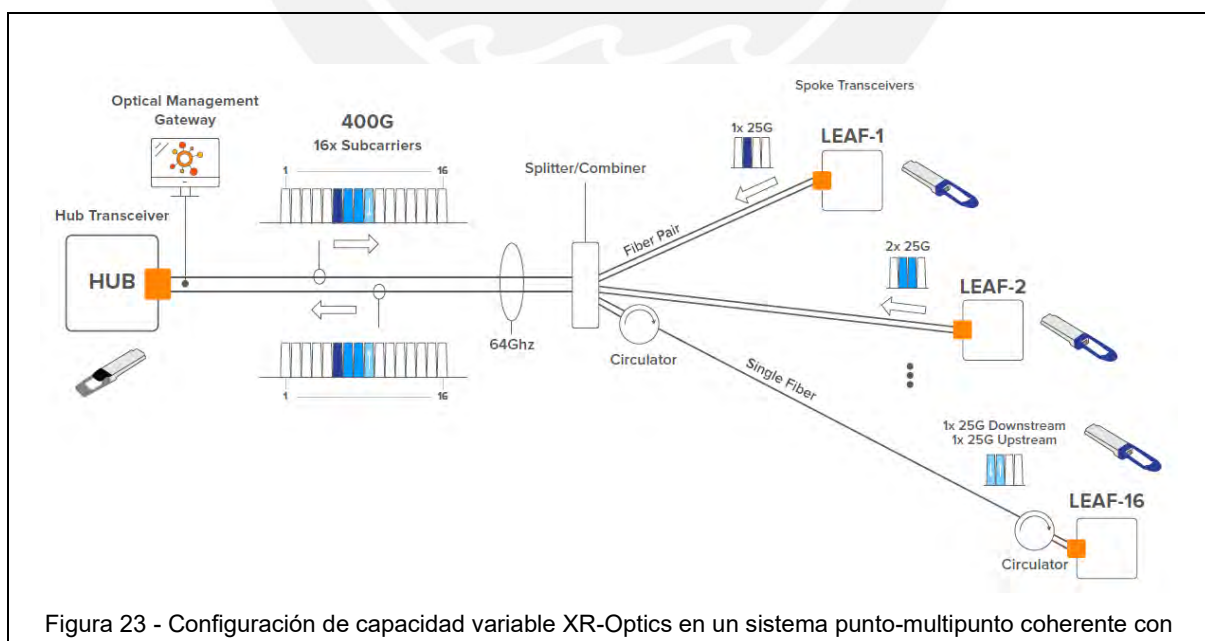 Spoke Transceivers
Optical Management
Gateway
400G
16x Subcarriers
1
16
1x 25G
LEAF-1
Splitter/Combiner
Hub Transceiver
HUB
Fiber Pair
2x 25G
LEAF-2
64Ghz
Circulator
Single Fiber
1
16
1x 25G Downstream
1x 25G Upstream
LEAF-16
Circulator
Figura 23 - Configuración de capacidad variable XR-Optics en un sistema punto-multipunto coherente con